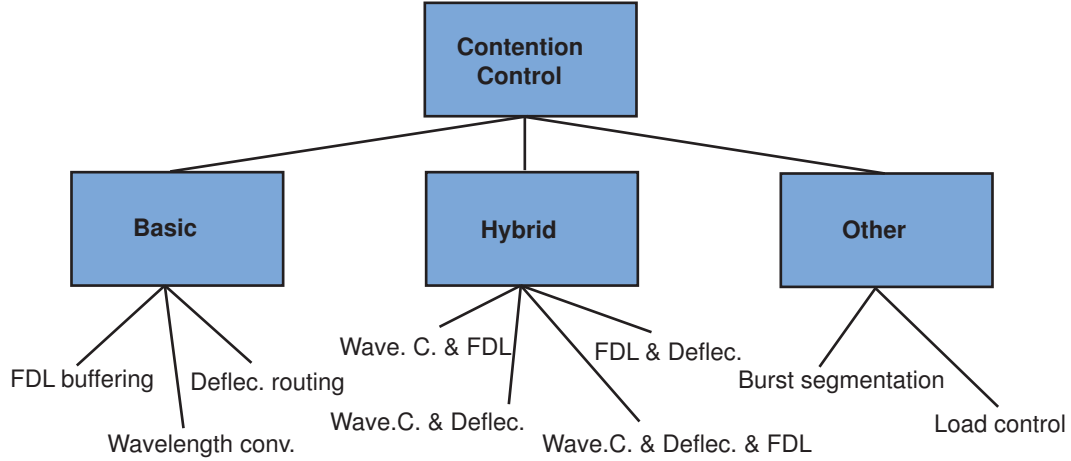 Contention
Control
Basic
Hybrid
Other
FDL buffering
Wavelength conv.
Deflec. routing
Wave. C. & FDL
Wave.C. & Deflec.
Wave.C. & Deflec. & FDL
FDL & Deflec.
Burst segmentation
Load control